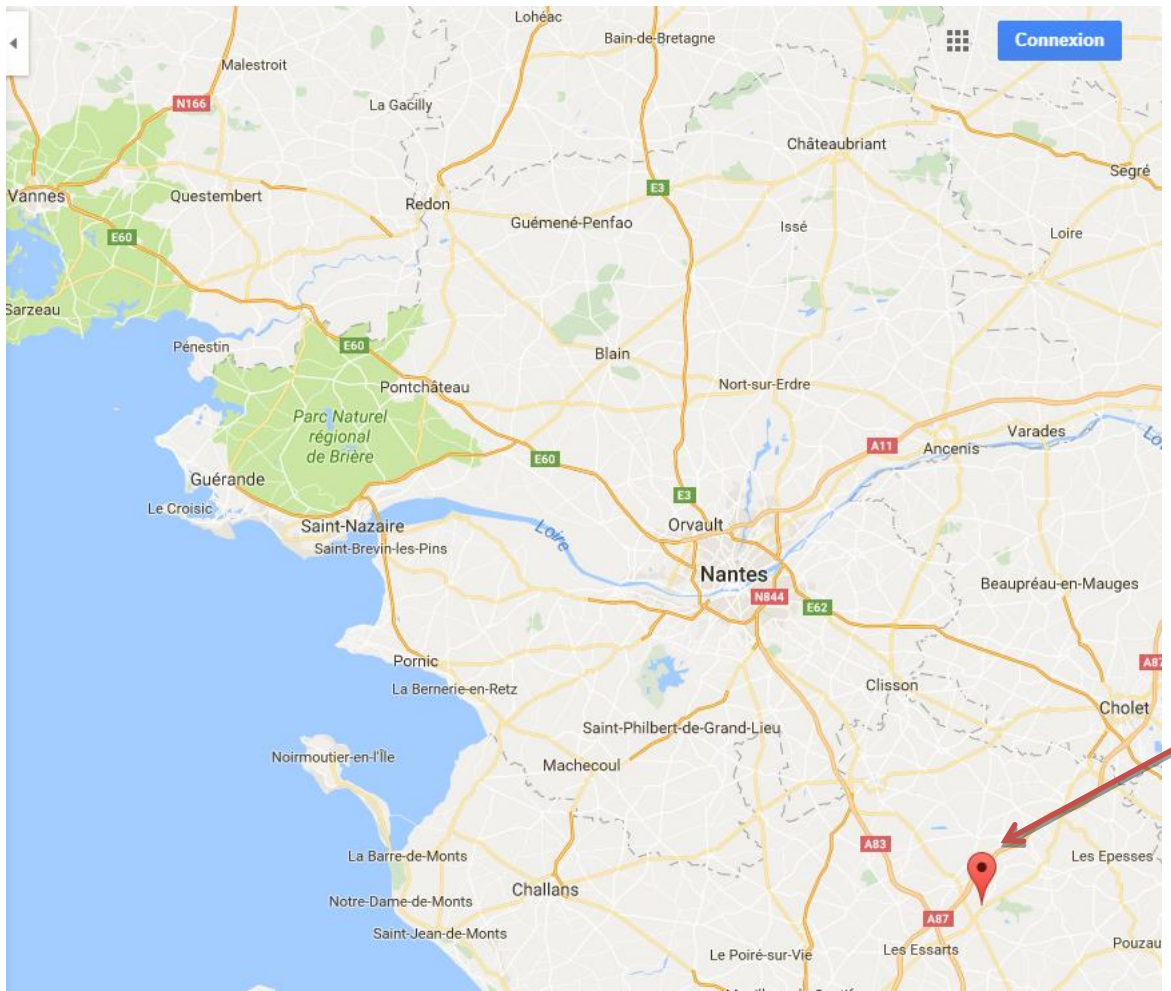 Lohéac
Bain-de-Bretagne
Connexion
Malestroit
N166
La Gacilly
Châteaubriant
Segré
Vannes
Questembert
Redon
E3
Guémené-Penfao
Issé
Loire
E60
Sarzeau
Pénestin
E60
Blain
Pontchâteau
Nort-sur-Erdre
Parc Naturel
régional
de Brière
Varades
A11
Ancenis
E60
Guérande
E3
Le Croisic
Saint-Nazaire
Orvault
Loire
Saint-Brevin-les-Pins
Nantes
Beaupréau-en-Mauges
N844
E62
Pornic
A87
La Bernerie-en-Retz
Clisson
Cholet
Saint-Philbert-de-Grand-Lieu
Noirmoutier-en-l'Île
Machecoul
A83
La Barre-de-Monts
Les Epesses
Challans
Notre-Dame-de-Monts
A87
Saint-Jean-de-Monts
Le Poiré-sur-Vie
Les Essarts
Pouzau